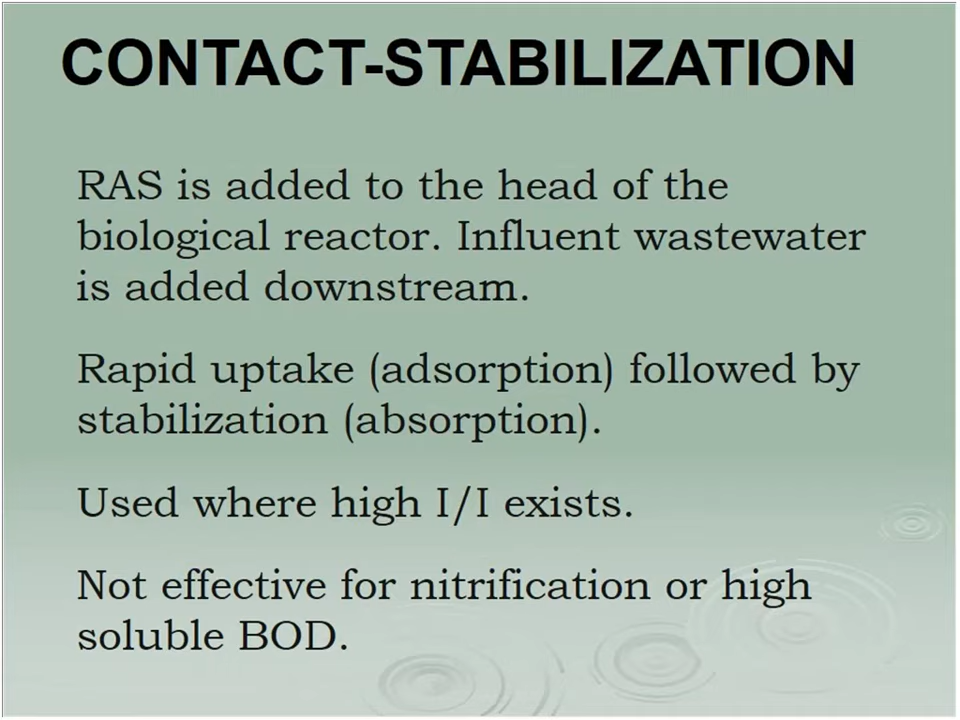 CONTACT-STABILIZATION
RAS is added to the head of the
biological reactor. Influent wastewater
is added downstream.
Rapid uptake (adsorption) followed by
stabilization (absorption).
Used where high I/I exists.
Not effective for nitrification or high
soluble BOD.